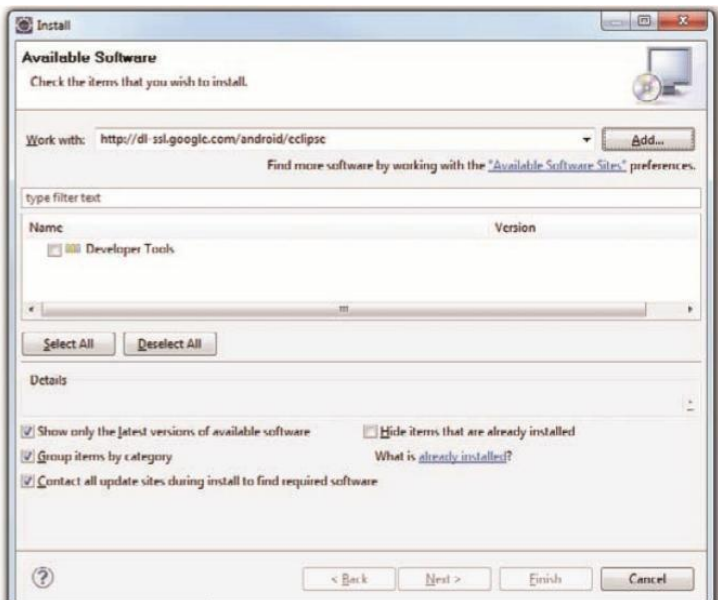 Install
Available Software
Check the items that you wish to install.
Work with: http://dl-ssl.google.com/android/eclipse Add...
Find more software by working with the "Available Software Sites" preferences.
type filter text
Name Version
Developer Tools
Select All Deselect All
Details
Show only the latest versions of available software Hide items that are already installed
Group items by category What is already installed?
Contact all update sites during install to find required software
? < Back Next > Finish Cancel